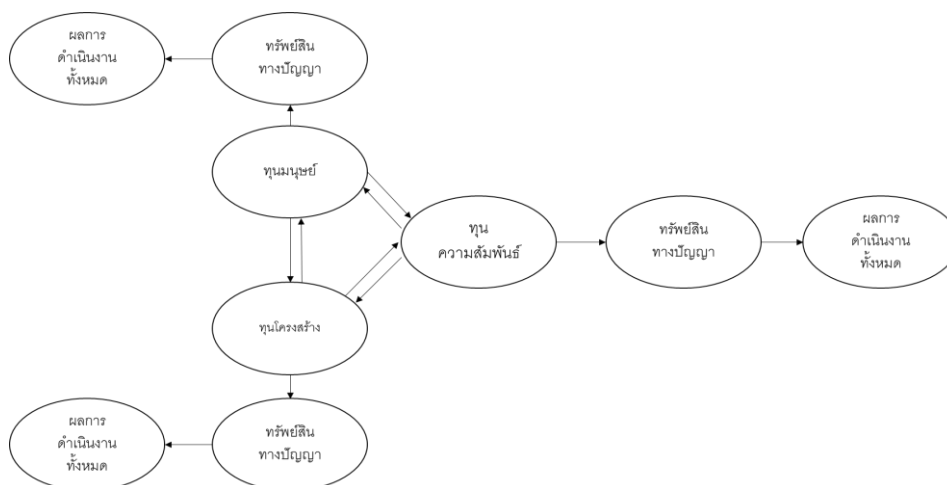 ผลการ
ดำเนินงาน
ทั้งหมด
ทรัพย์สิน
ทางปัญญา
ทุนมนุษย์
ทุน
ความสัมพันธ์
ทรัพย์สิน
ทางปัญญา
ผลการ
ดำเนินงาน
ทั้งหมด
ทุนโครงสร้าง
ผลการ
ดำเนินงาน
ทั้งหมด
ทรัพย์สิน
ทางปัญญา